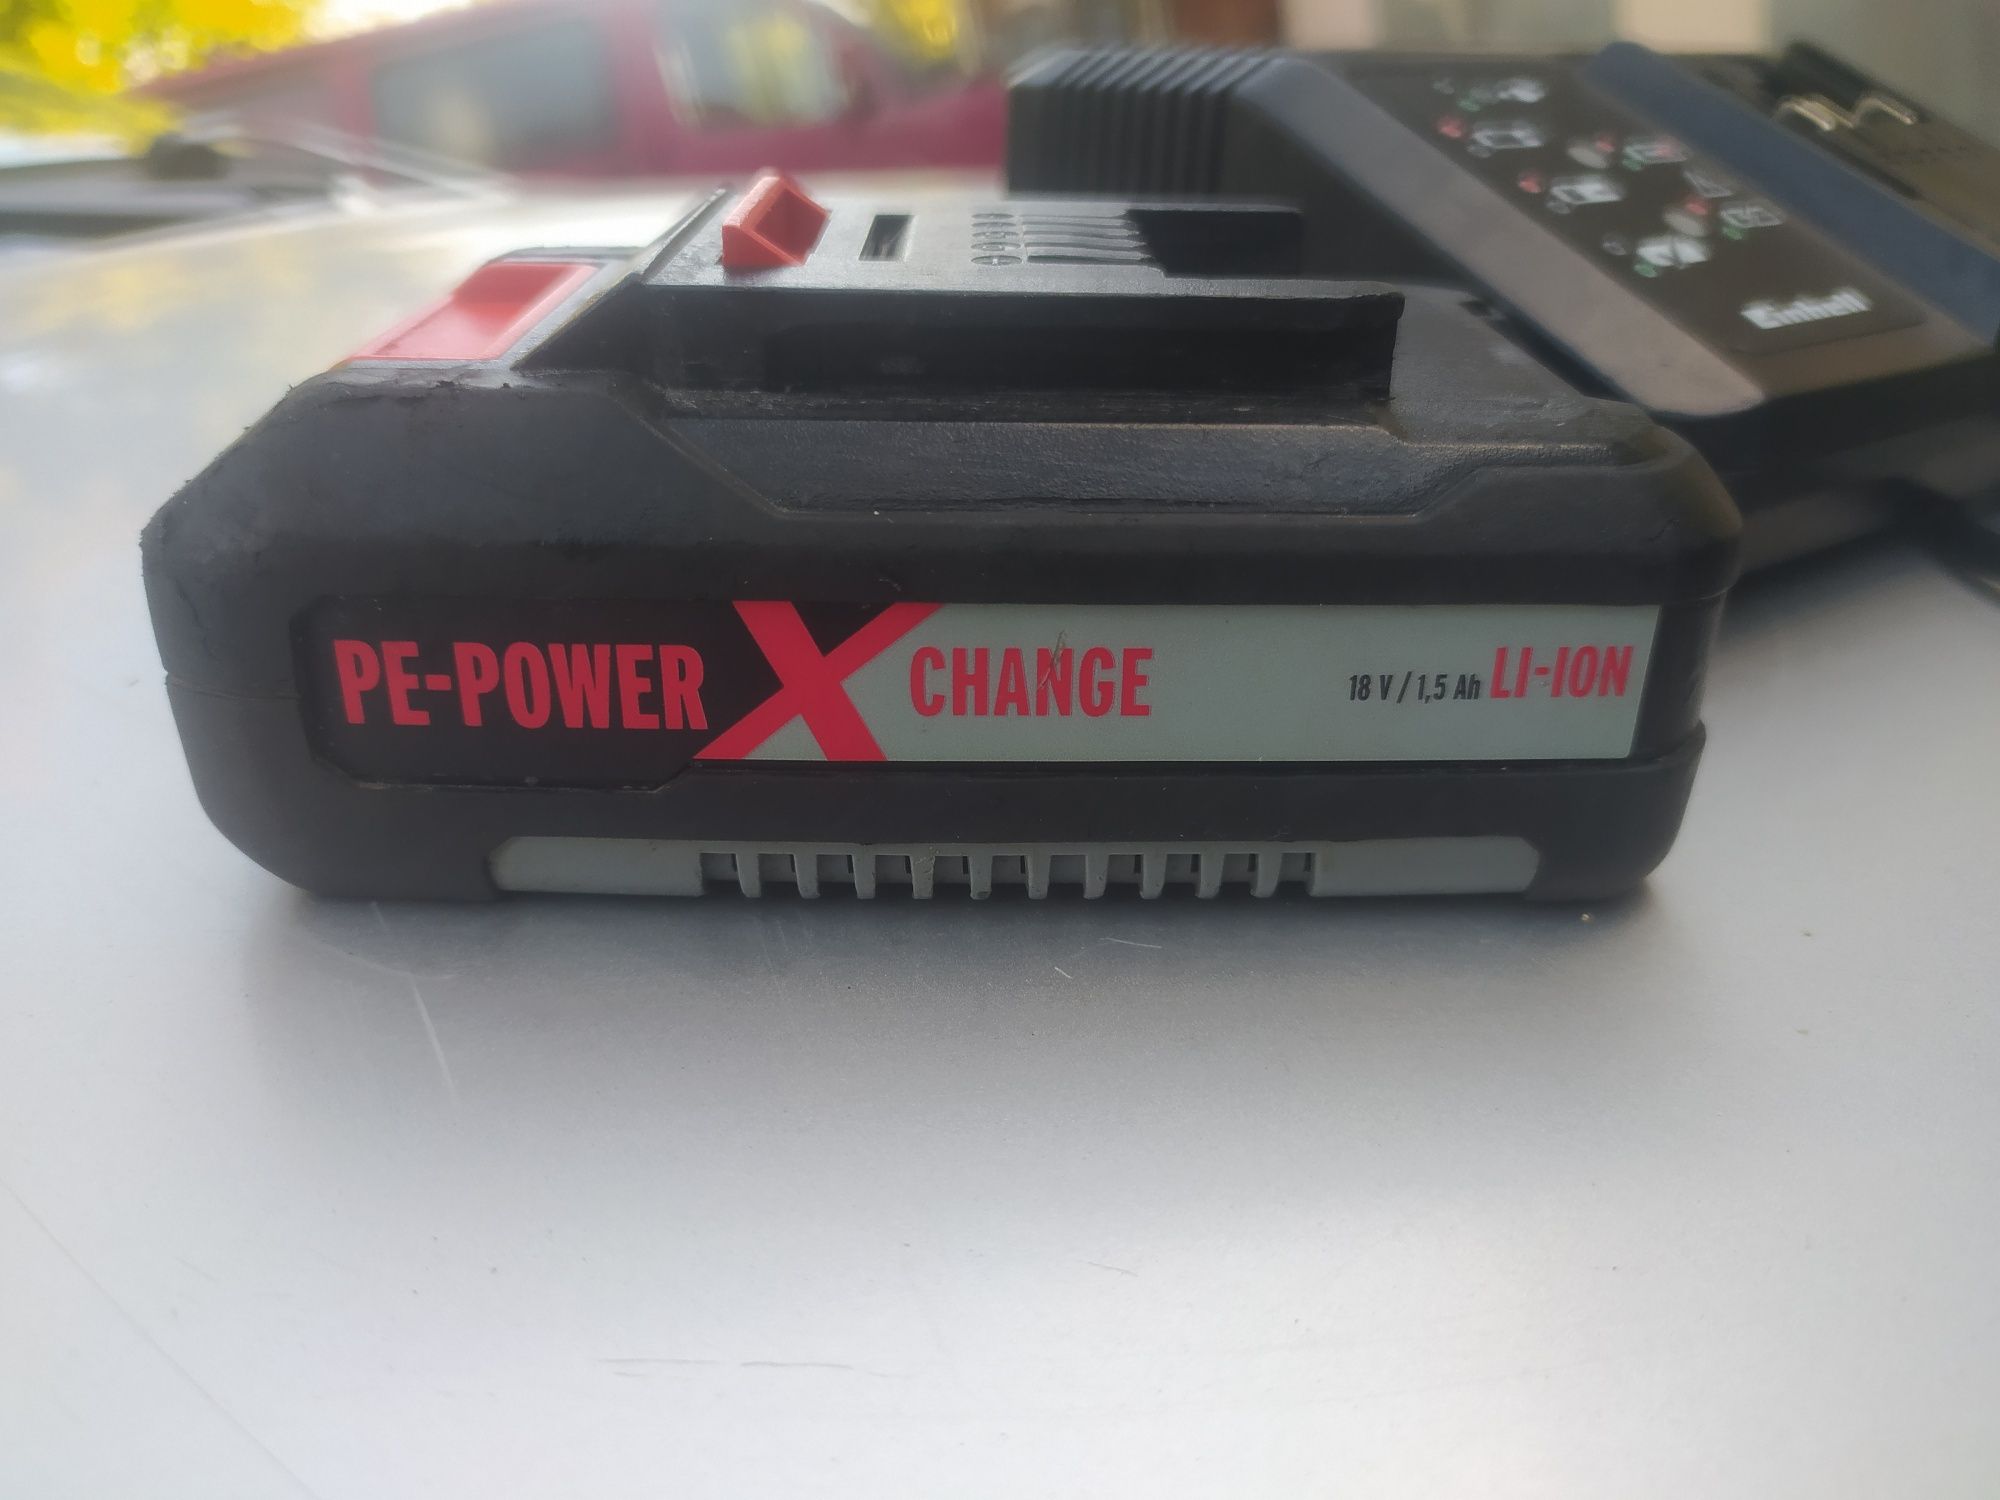 Einhell
PE-POWER X CHANGE 18 V / 1,5 Ah LI-ION